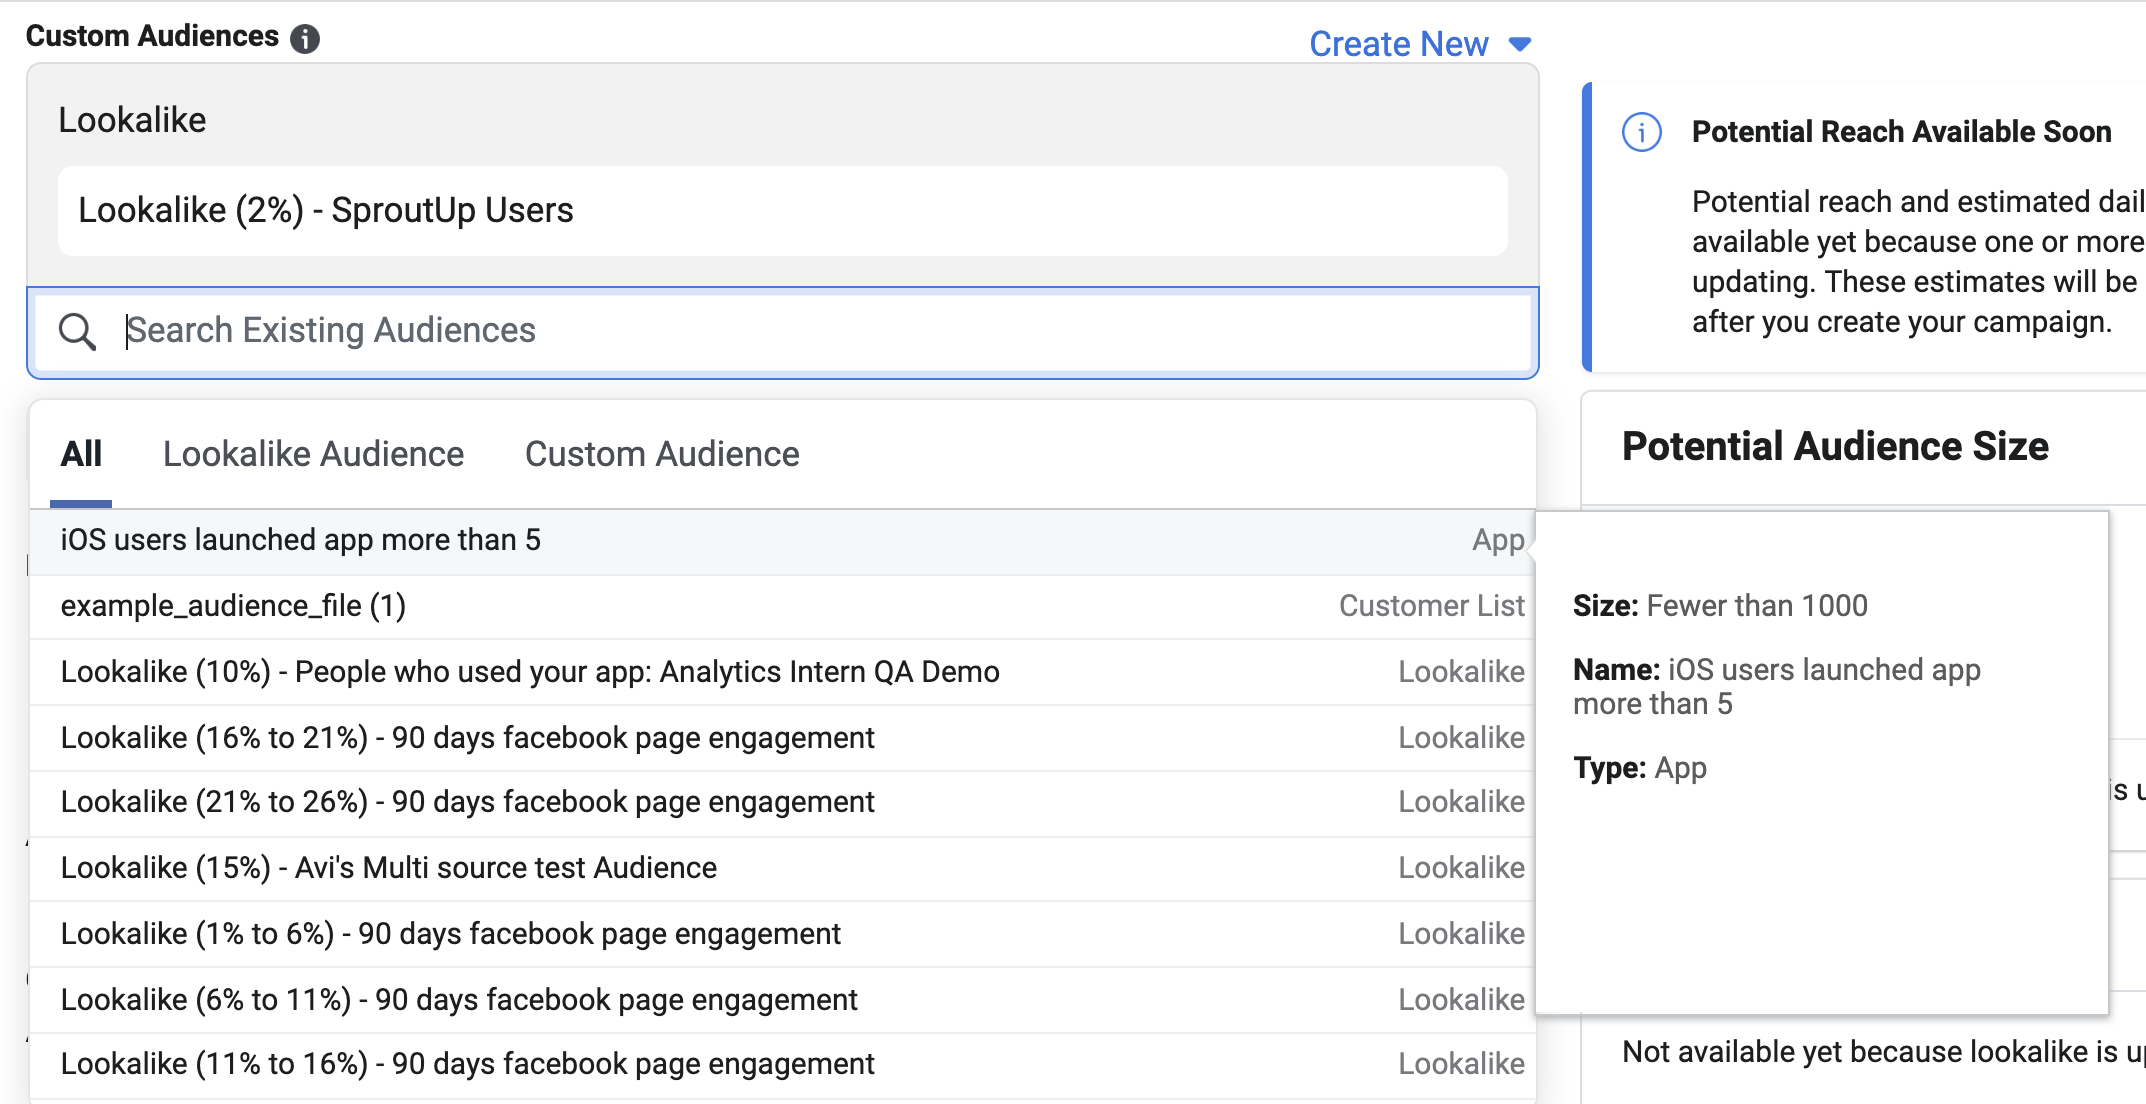 Custom Audiences
Create New
Lookalike
Lookalike (2%) - SproutUp Users
Search Existing Audiences
All Lookalike Audience Custom Audience
iOS users launched app more than 5 App
example_audience_file (1) Customer List
Lookalike (10%) - People who used your app: Analytics Intern QA Demo Lookalike
Lookalike (16% to 21%) - 90 days facebook page engagement Lookalike
Lookalike (21% to 26%) - 90 days facebook page engagement Lookalike
Lookalike (15%) - Avi's Multi source test Audience Lookalike
Lookalike (1% to 6%) - 90 days facebook page engagement Lookalike
Lookalike (6% to 11%) - 90 days facebook page engagement Lookalike
Lookalike (11% to 16%) - 90 days facebook page engagement Lookalike
Potential Reach Available Soon
Potential reach and estimated dail
available yet because one or more
updating. These estimates will be
after you create your campaign.
Potential Audience Size
Size: Fewer than 1000
Name: iOS users launched app
more than 5
Type: App
is u
Not available yet because lookalike is up